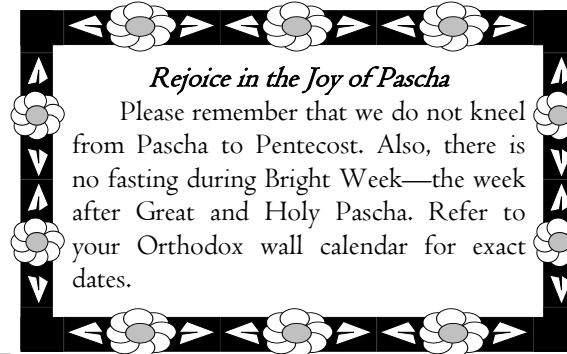 Rejoice in the Joy of Pascha
Please remember that we do not kneel
from Pascha to Pentecost. Also, there is
no fasting during Bright Week—the week
after Great and Holy Pascha. Refer to
your Orthodox wall calendar for exact
dates.